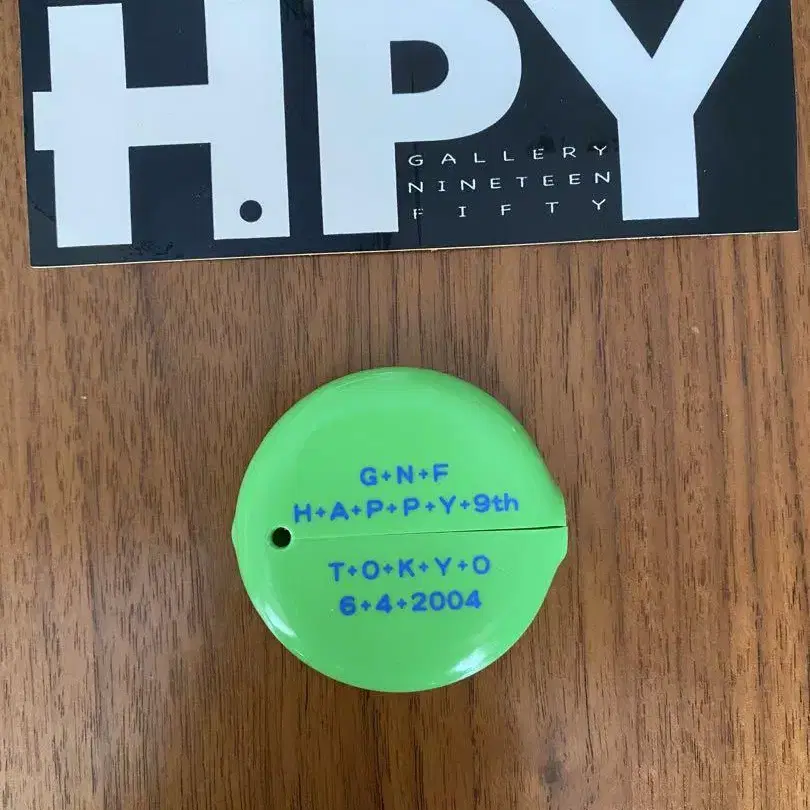 H.PY
GALLERY
NINETEEN
FIFTY
G+N+F
H+A+P+P+Y+9th
T+O+K+Y+O
6+4+2004